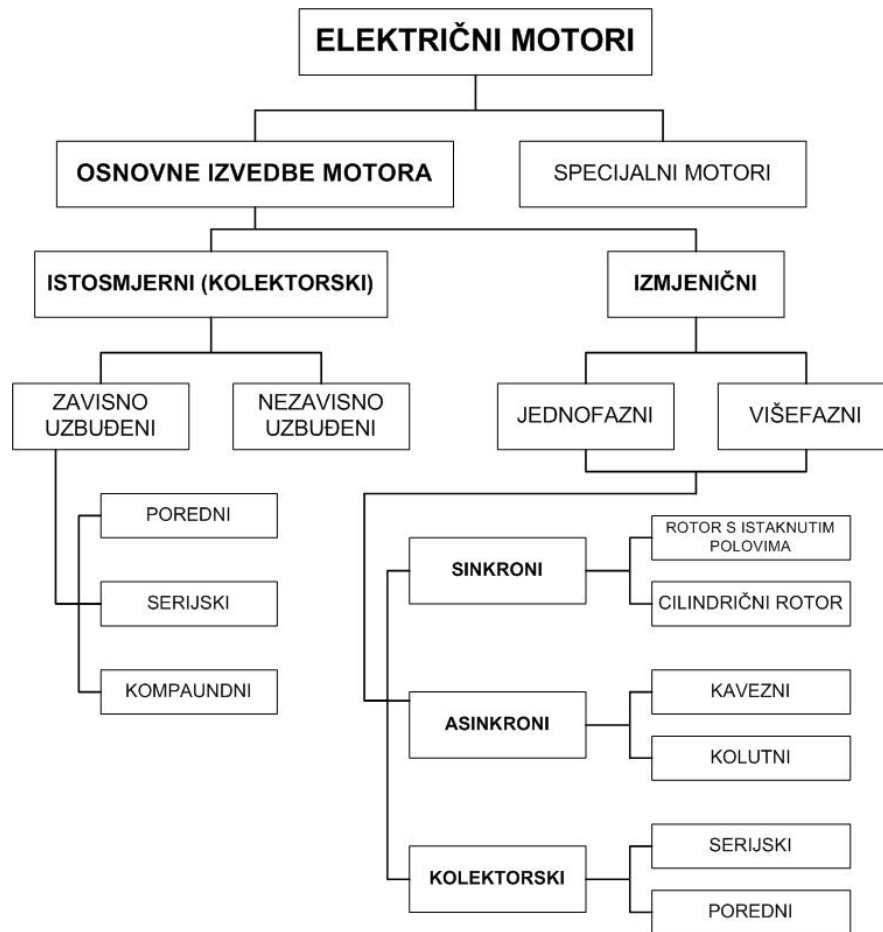 ELEKTRIČNI MOTORI
OSNOVNE IZVEDBE MOTORA
SPECIJALNI MOTORI
ISTOSMJERNI (KOLEKTORSKI)
IZMJENIČNI
ZAVISNO
UZBUĐENI
NEZAVISNO
UZBUĐENI
JEDNOFAZNI
VIŠEFAZNI
POREDNI
SERIJSKI
KOMPAUNDNI
SINKRONI
ROTOR S ISTAKNUTIM
POLOVIMA
CILINDRIČNI ROTOR
ASINKRONI
KAVEZNI
KOLUTNI
KOLEKTORSKI
SERIJSKI
POREDNI